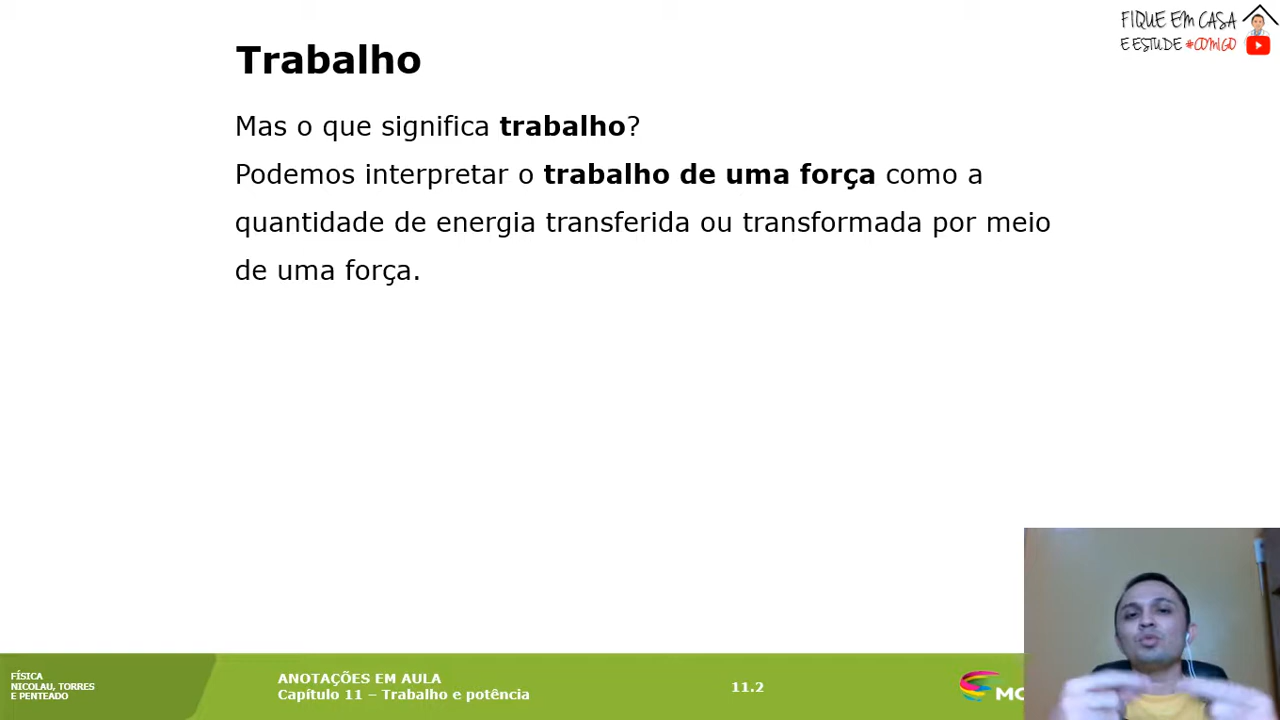 FIQUE EM CASA
E ESTUDE #COMIGO
Trabalho
Mas o que significa trabalho?
Podemos interpretar o trabalho de uma força como a
quantidade de energia transferida ou transformada por meio
de uma força.
FÍSICA
NICOLAU, TORRES
E PENTEADO
ANOTAÇÕES EM AULA
Capítulo 11 – Trabalho e potência
11.2